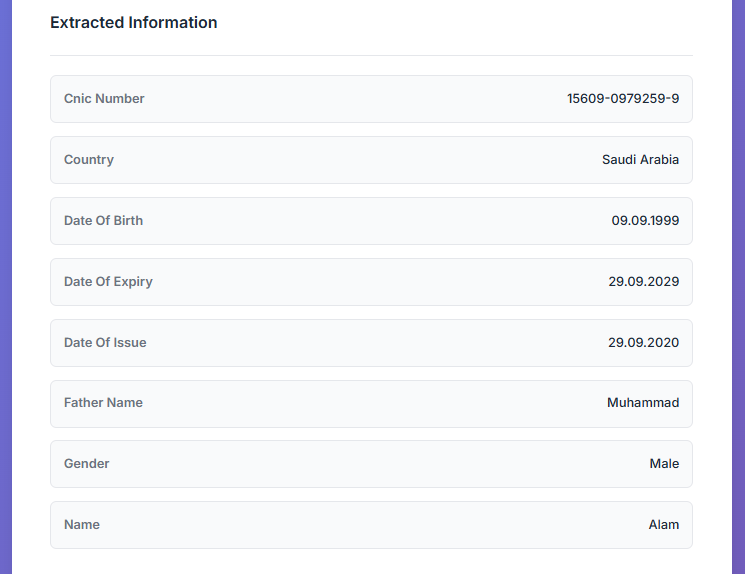 Extracted Information
Cnic Number 15609-0979259-9
Country Saudi Arabia
Date Of Birth 09.09.1999
Date Of Expiry 29.09.2029
Date Of Issue 29.09.2020
Father Name Muhammad
Gender Male
Name Alam